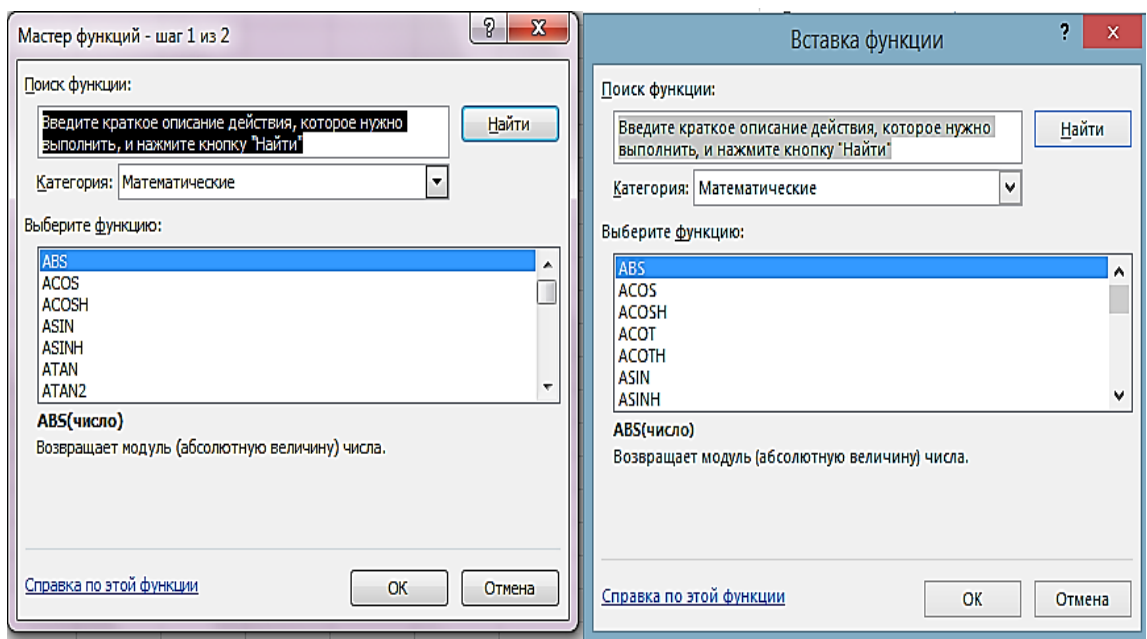 Мастер функций - шаг 1 из 2
Поиск функции:
Введите краткое описание действия, которое нужно
выполнить, и нажмите кнопку "Найти"
Найти
Категория: Математические
Выберите функцию:
ABS
ACOS
ACOSH
ASIN
ASINH
ATAN
ATAN2
ABS(число)
Возвращает модуль (абсолютную величину) числа.
Справка по этой функции
ОК
Отмена
Вставка функции
?
Поиск функции:
Введите краткое описание действия, которое нужно
выполнить, и нажмите кнопку "Найти"
Найти
Категория: Математические
Выберите функцию:
ABS
ACOS
ACOSH
ACOT
ACOTH
ASIN
ASINH
ABS(число)
Возвращает модуль (абсолютную величину) числа.
Справка по этой функции
ОК
Отмена